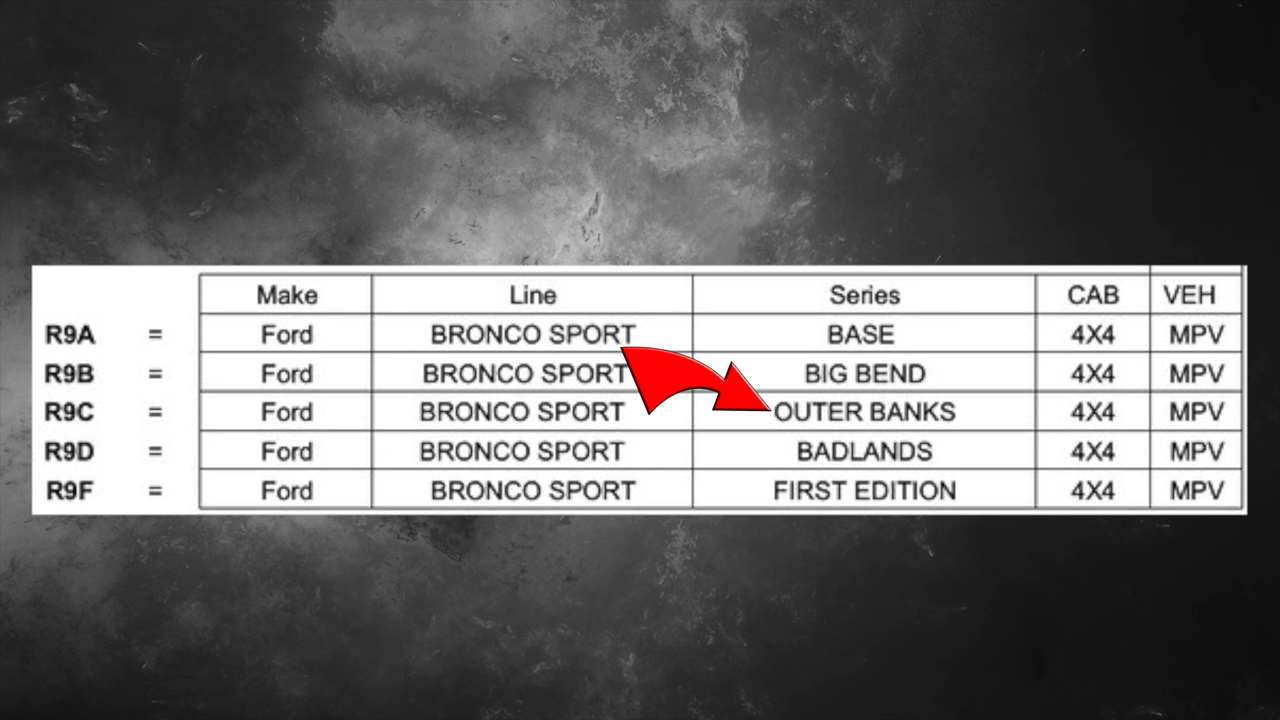 Make Line Series CAB VEH
R9A = Ford BRONCO SPORT BASE 4X4 MPV
R9B = Ford BRONCO SPORT BIG BEND 4X4 MPV
R9C = Ford BRONCO SPORT OUTER BANKS 4X4 MPV
R9D = Ford BRONCO SPORT BADLANDS 4X4 MPV
R9F = Ford BRONCO SPORT FIRST EDITION 4X4 MPV